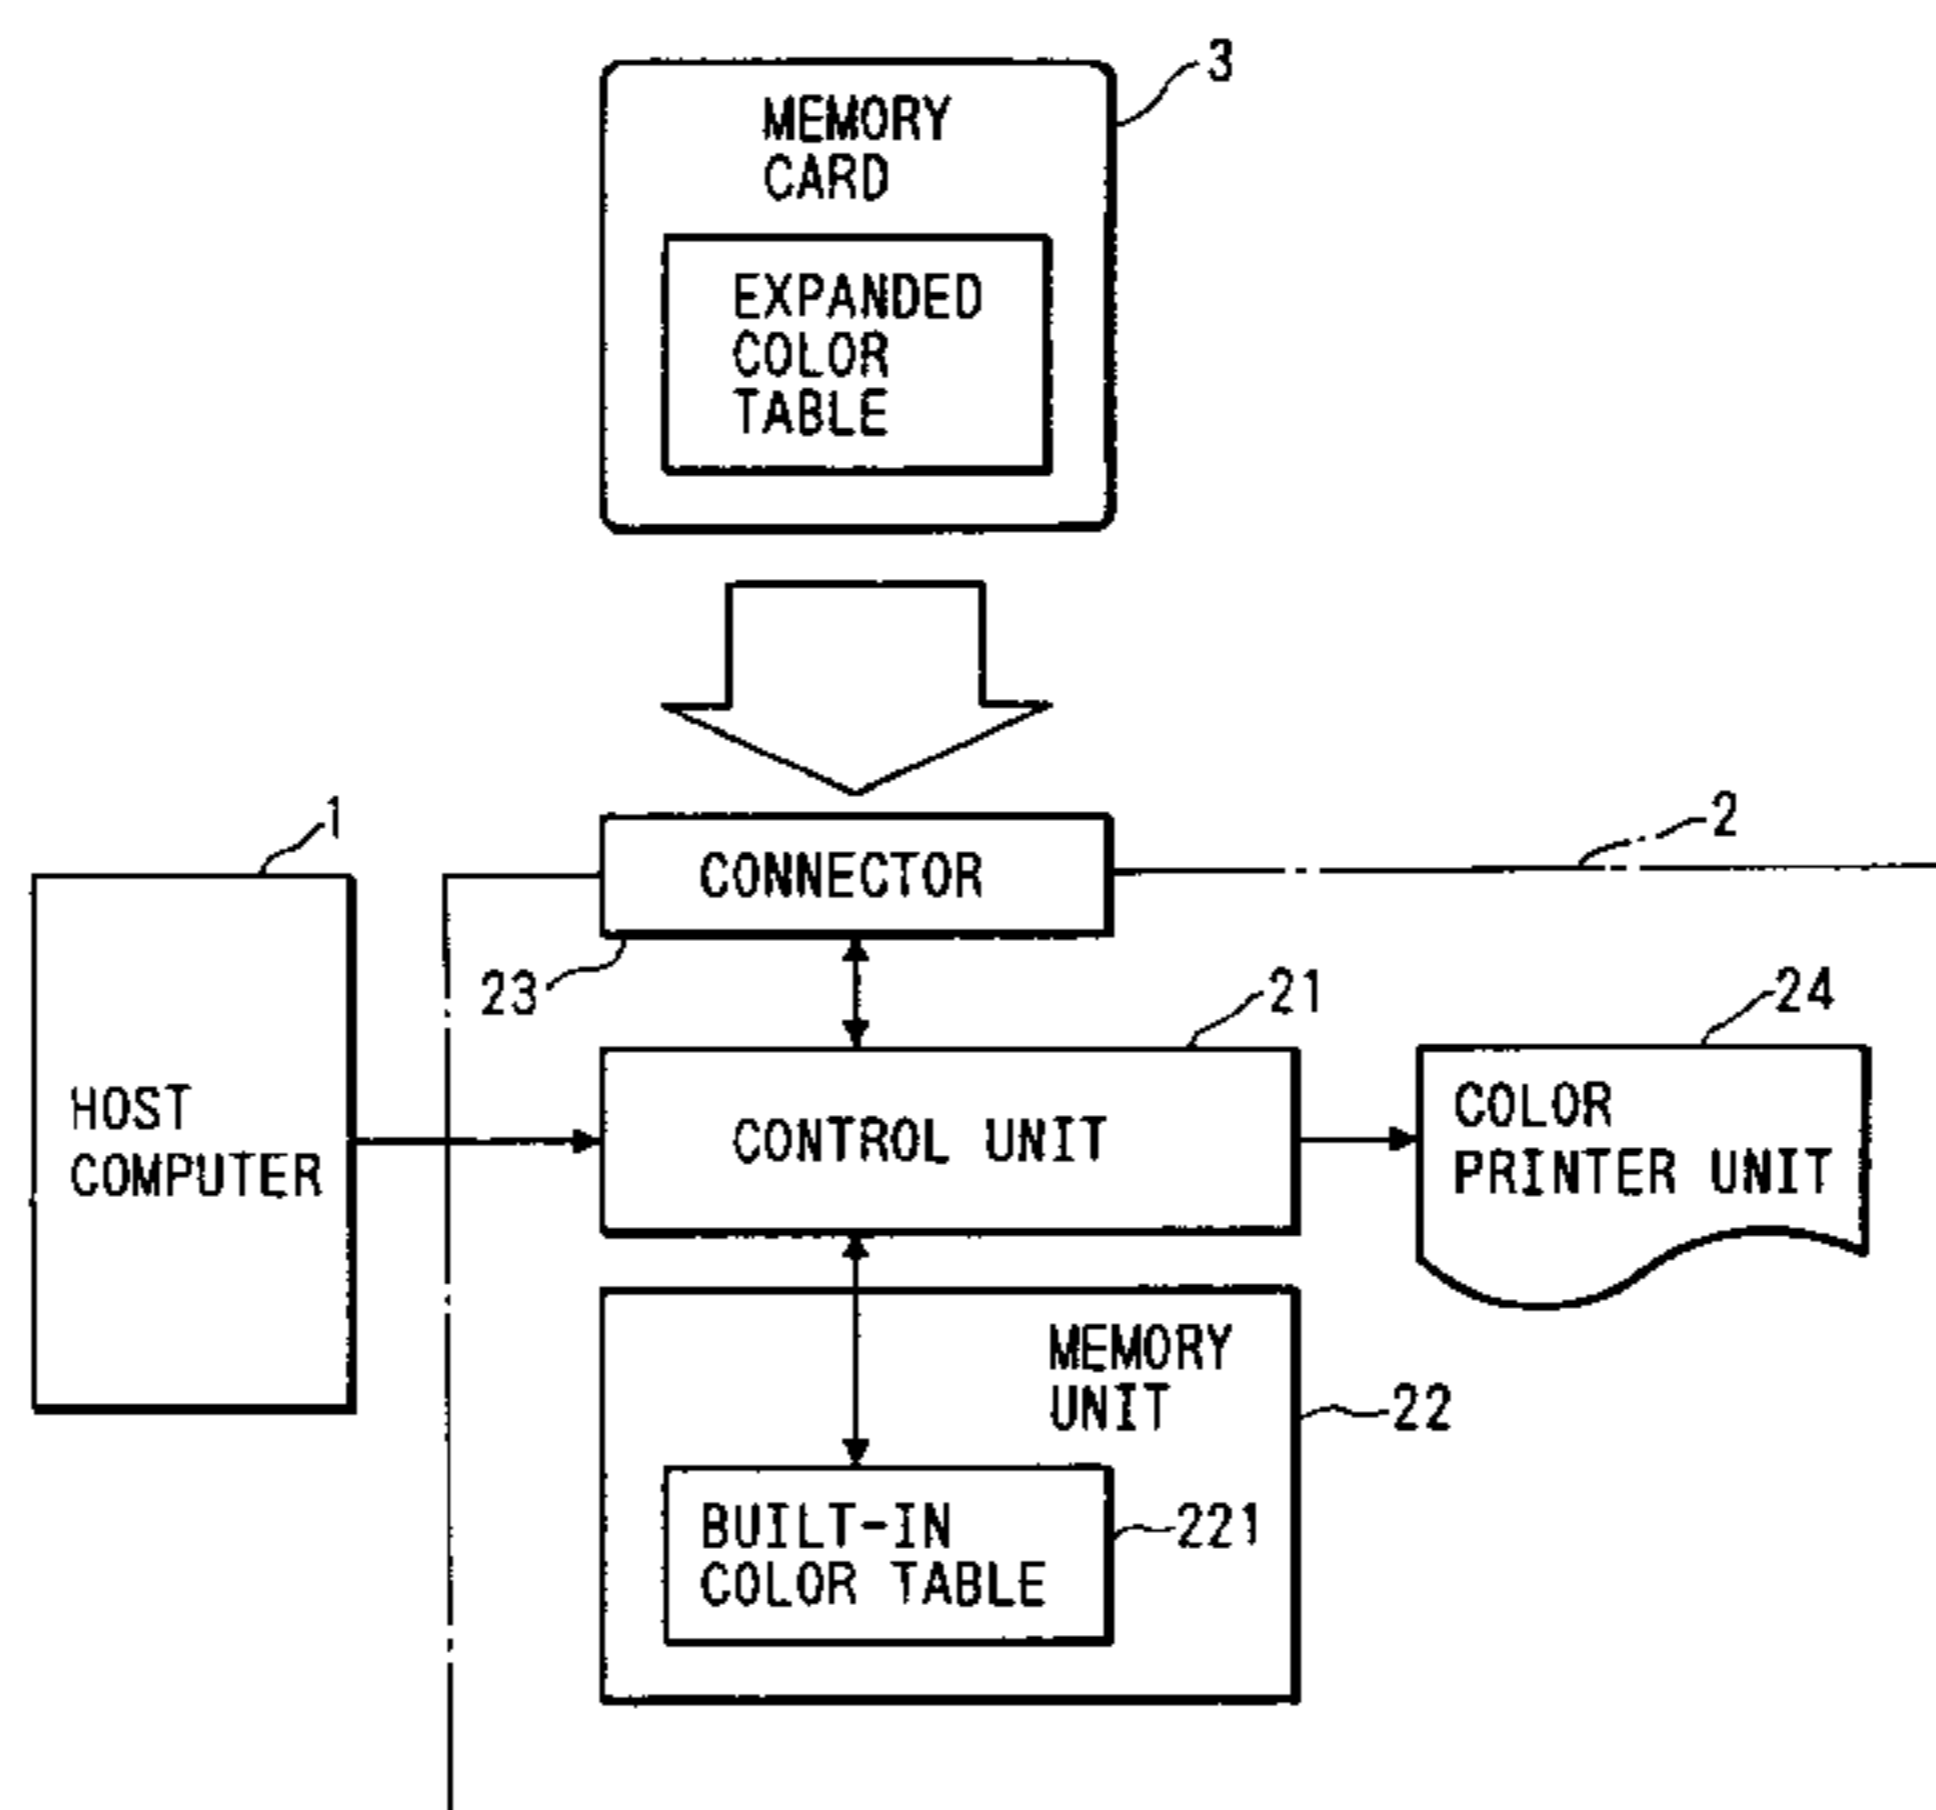 3
MEMORY
CARD
EXPANDED
COLOR
TABLE
1
2
CONNECTOR
23
21
24
HOST
COMPUTER
CONTROL UNIT
COLOR
PRINTER UNIT
MEMORY
UNIT
22
BUILT-IN
COLOR TABLE
221